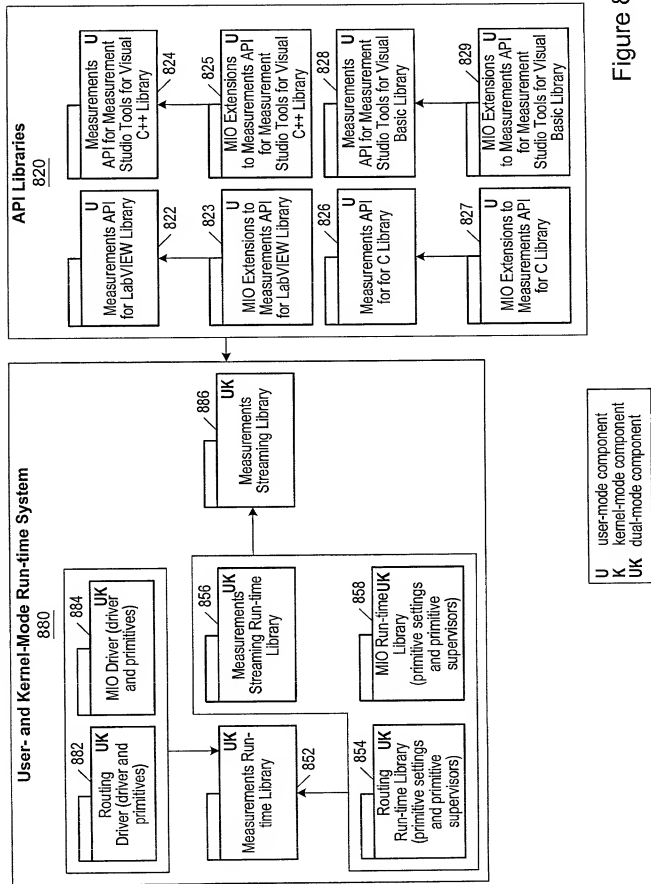 User- and Kernel-Mode Run-time System
880
882
Routing UK
Driver (driver and
primitives)
884
MIO Driver (driver UK
and primitives)
UK
Measurements Run-
time Library
852
856
UK
Measurements
Streaming Run-time
Library
886
UK
Measurements
Streaming Library
854
Routing UK
Run-time Library
(primitive settings
and primitive
supervisors)
858
MIO Run-time UK
Library
(primitive settings
and primitive
supervisors)
API Libraries
820
Measurements U
API for Measurement
Studio Tools for Visual
C++ Library
824
Measurements API U
for LabVIEW Library
822
MIO Extensions U
to Measurements API
for Measurement
Studio Tools for Visual
C++ Library
825
MIO Extensions to U
Measurements API
for LabVIEW Library
823
Measurements U
API for Measurement
Studio Tools for Visual
Basic Library
828
U
Measurements API
for for C Library
826
MIO Extensions U
to Measurements API
for Measurement
Studio Tools for Visual
Basic Library
829
U
MIO Extensions to
Measurements API
for C Library
827
U user-mode component
K kernel-mode component
UK dual-mode component
Figure 8